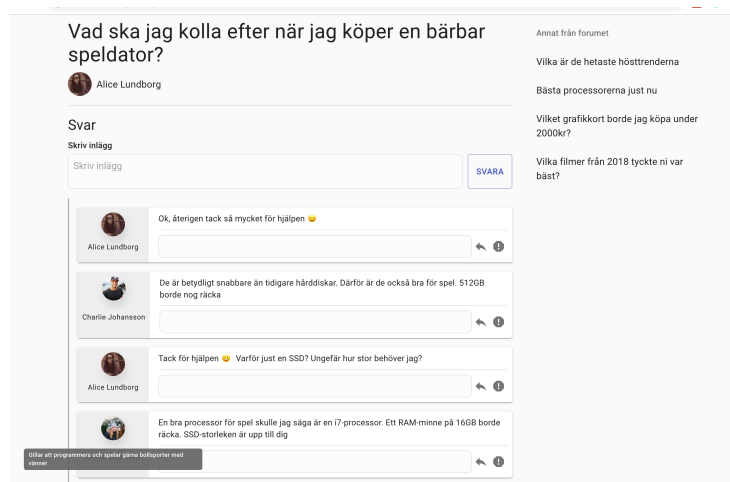 Vad ska jag kolla efter när jag köper en bärbar
speldator?
Alice Lundborg
Svar
Skriv inlägg
Skriv inlägg
SVARA
Ok, återigen tack så mycket för hjälpen 😄
Alice Lundborg
De är betydligt snabbare än tidigare hårddiskar. Därför är de också bra för spel. 512GB
borde nog räcka
Charlie Johansson
Tack för hjälpen 😄 Varför just en SSD? Ungefär hur stor behöver jag?
Alice Lundborg
En bra processor för spel skulle jag säga är en i7-processor. Ett RAM-minne på 16GB borde
räcka. SSD-storleken är upp till dig
Gillar att programmera och spelar gärna bollsporter med
vänner
Annat från forumet
Vilka är de hetaste hösttrenderna
Bästa processorerna just nu
Vilket grafikkort borde jag köpa under
2000kr?
Vilka filmer från 2018 tyckte ni var
bäst?